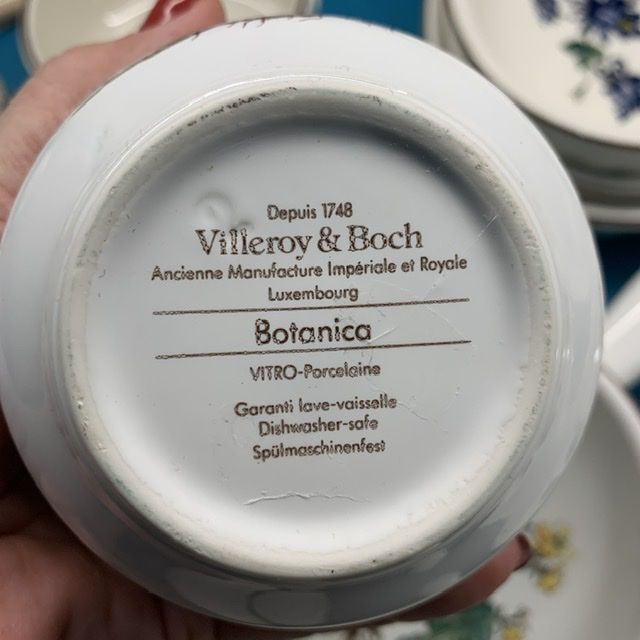 Depuis 1748
Villeroy & Boch
Ancienne Manufacture Impériale et Royale
Luxembourg
Botanica
VITRO-Porcelaine
Garanti lave-vaisselle
Dishwasher-safe
Spülmaschinenfest